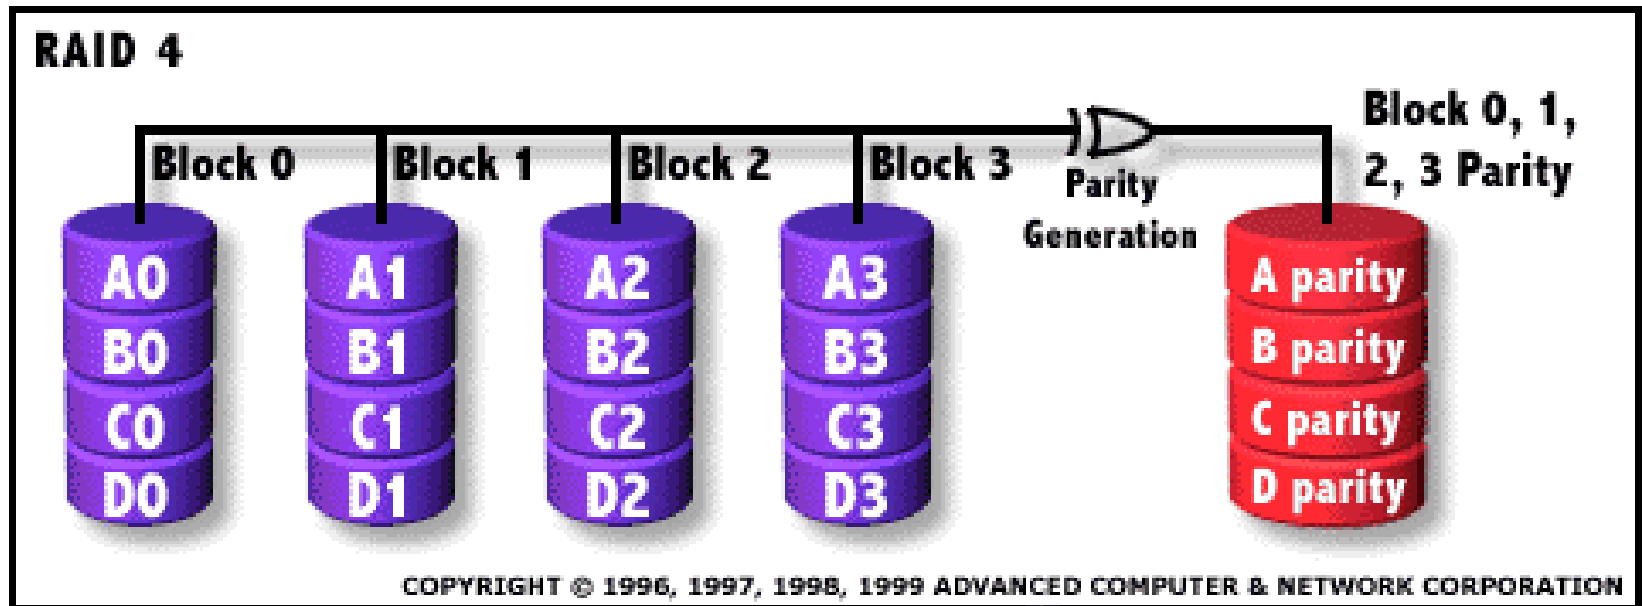 RAID 4
Block 0, 1,
2, 3 Parity
Block 0
Block 1
Block 2
Block 3
Parity
Generation
A0
A1
A2
A3
A parity
B0
B1
B2
B3
B parity
C0
C1
C2
C3
C parity
D0
D1
D2
D3
D parity
COPYRIGHT © 1996, 1997, 1998, 1999 ADVANCED COMPUTER & NETWORK CORPORATION